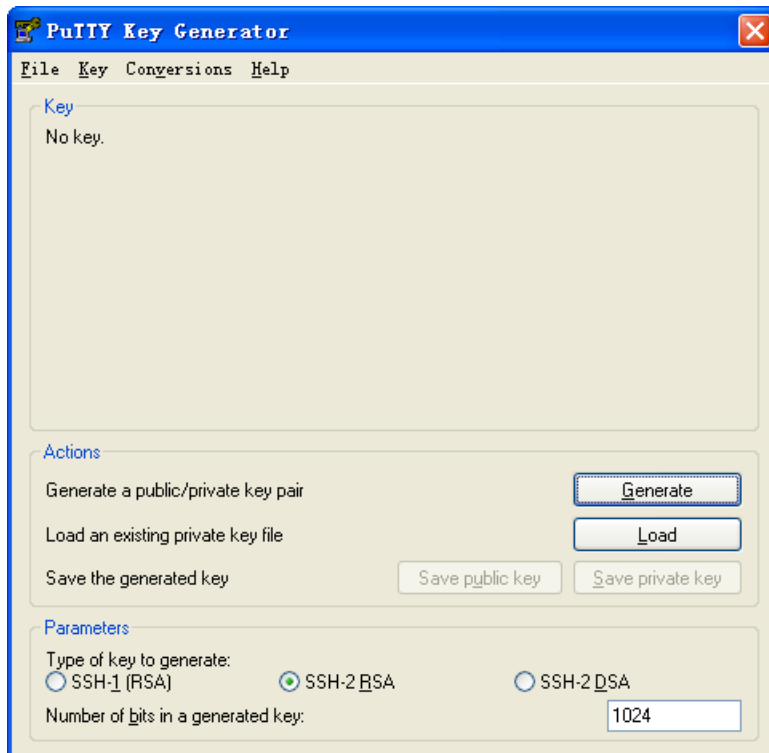 PuTTY Key Generator
File Key Conversions Help
Key
No key.
Actions
Generate a public/private key pair
Generate
Load an existing private key file
Load
Save the generated key
Save public key
Save private key
Parameters
Type of key to generate:
SSH-1 (RSA) SSH-2 RSA SSH-2 DSA
Number of bits in a generated key:
1024